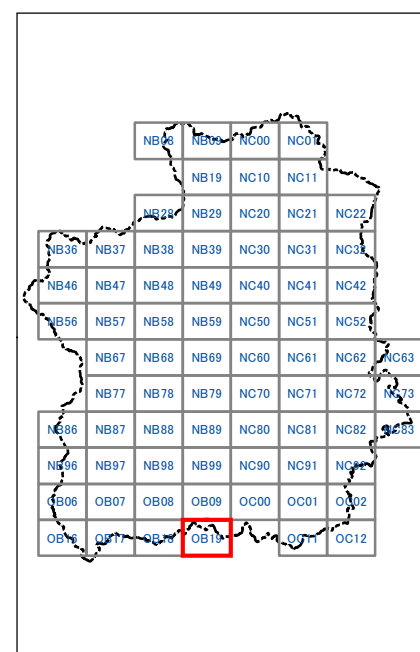 NB08 NB09 NC00 NC01
NB19 NC10 NC11
NB28 NB29 NC20 NC21 NC22
NB36 NB37 NB38 NB39 NC30 NC31 NC32
NB46 NB47 NB48 NB49 NC40 NC41 NC42
NB56 NB57 NB58 NB59 NC50 NC51 NC52
NB67 NB68 NB69 NC60 NC61 NC62 NC63
NB77 NB78 NB79 NC70 NC71 NC72 NC73
NB86 NB87 NB88 NB89 NC80 NC81 NC82 NC83
NB96 NB97 NB98 NB99 NC90 NC91 NC92
OB06 OB07 OB08 OB09 OC00 OC01 OC02
OB16 OB17 OB18 OB19 OC11 OC12